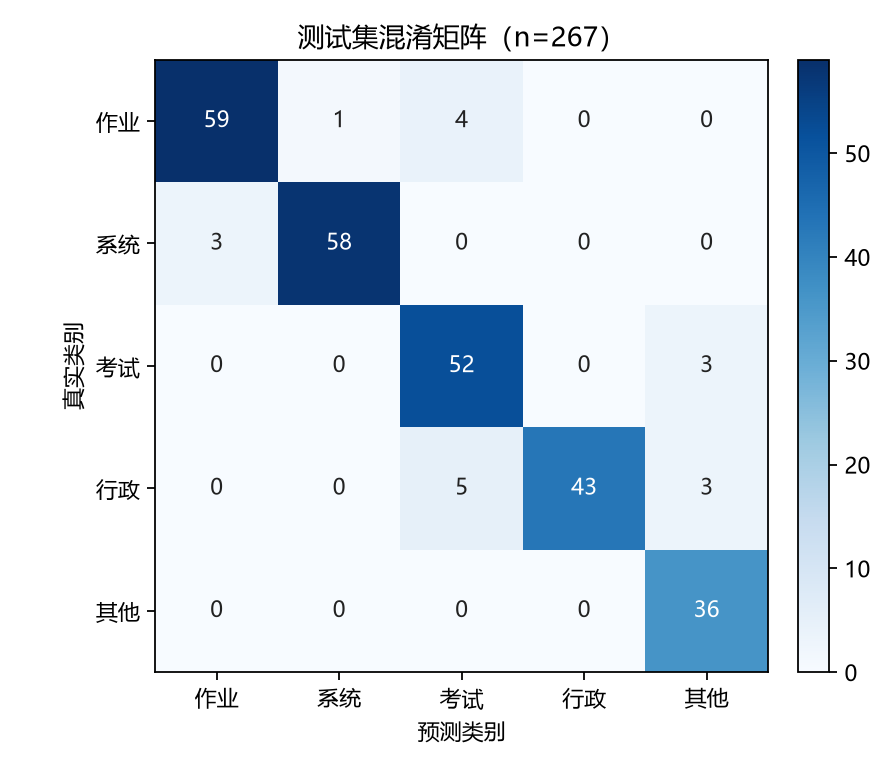 测试集混淆矩阵（n=267）
作业 59 1 4 0 0
系统 3 58 0 0 0
考试 0 0 52 0 3
行政 0 0 5 43 3
其他 0 0 0 0 36
作业 系统 考试 行政 其他
预测类别
真实类别
50
40
30
20
10
0